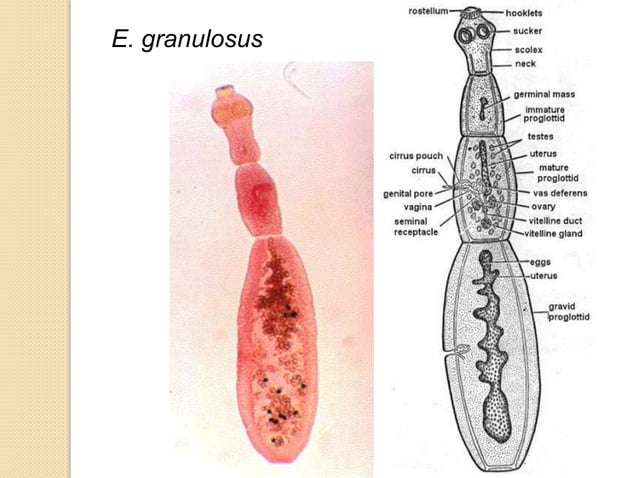 E. granulosus
rostellum
hooklets
sucker
scolex
neck
germinal mass
immature
proglottid
testes
uterus
mature
proglottid
vas deferens
ovary
vitelline duct
vitelline gland
cirrus pouch
cirrus
genital pore
vagina
seminal
receptacle
eggs
uterus
gravid
proglottid